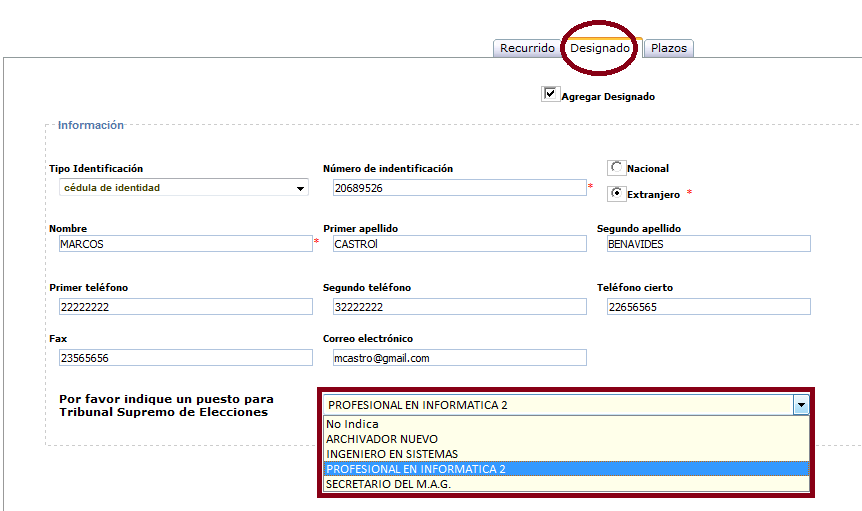 Recurrido Designado Plazos
Agregar Designado
Información
Tipo Identificación Número de indentificación Nacional
cédula de identidad 20689526 * Extranjero *
Nombre Primer apellido Segundo apellido
MARCOS * CASTROl BENAVIDES
Primer teléfono Segundo teléfono Teléfono cierto
22222222 32222222 22656565
Fax Correo electrónico
23565656 mcastro@gmail.com
Por favor indique un puesto para
Tribunal Supremo de Elecciones
PROFESIONAL EN INFORMATICA 2
No Indica
ARCHIVADOR NUEVO
INGENIERO EN SISTEMAS
PROFESIONAL EN INFORMATICA 2
SECRETARIO DEL M.A.G.